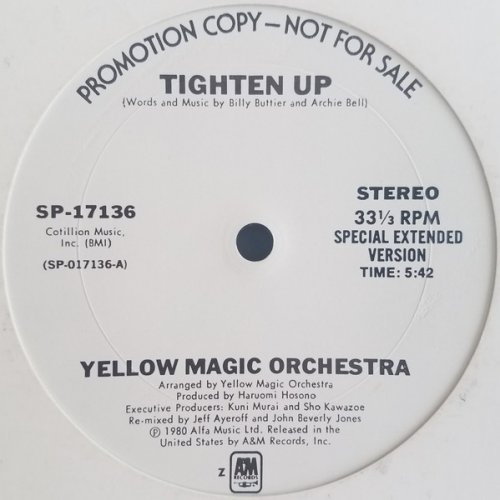 PROMOTION COPY — NOT FOR SALE
TIGHTEN UP
(Words and Music by Billy Buttier and Archie Bell)
SP-17136
Cotillion Music,
Inc. (BMI)
(SP-017136-A)
STEREO
33⅓ RPM
SPECIAL EXTENDED
VERSION
TIME: 5:42
YELLOW MAGIC ORCHESTRA
Arranged by Yellow Magic Orchestra
Produced by Haruomi Hosono
Executive Producers: Kuni Murai and Sho Kawazoe
Re-mixed by Jeff Ayeroff and John Beverly Jones
℗ 1980 Alfa Music Ltd. Released in the
United States by A&M Records, Inc.
Z
A&M
RECORDS